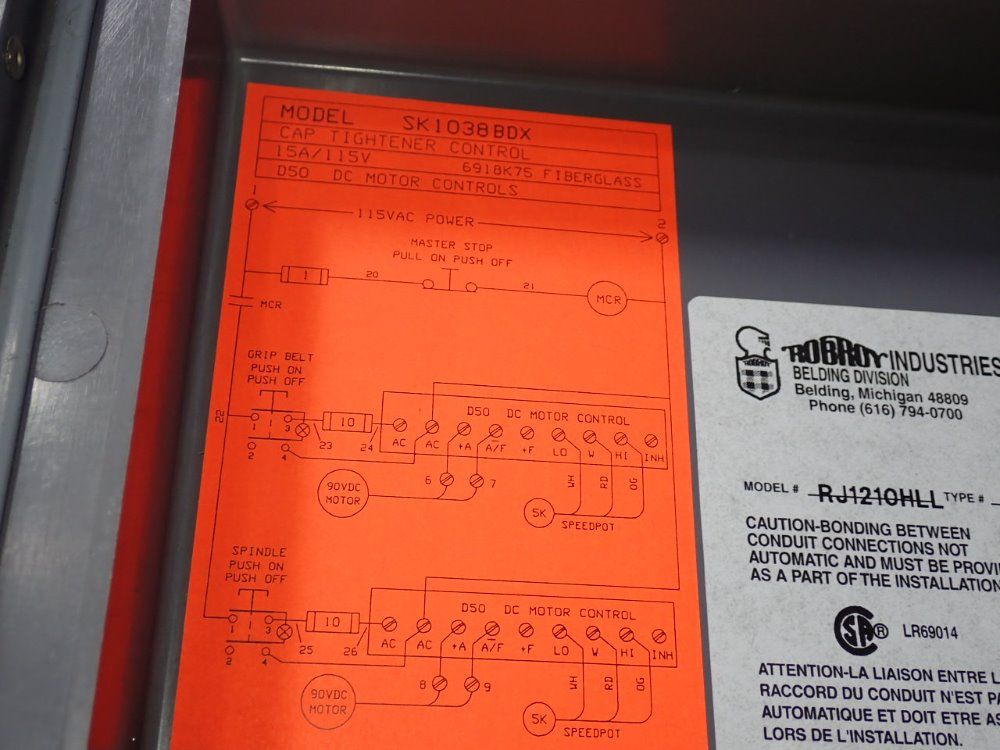 MODEL SK1038BDX
CAP TIGHTENER CONTROL
15A/115V 6918K75 FIBERGLASS
D50 DC MOTOR CONTROLS
1
115VAC POWER
2
MASTER STOP
PULL ON PUSH OFF
1 20 21 MCR
MCR
GRIP BELT
PUSH ON
PUSH OFF
22
1 3 10
2 4 23 24
D50 DC MOTOR CONTROL
AC AC +A A/F +F LO W HI INH
90VDC
MOTOR
6 7
WH RD OG
5K
SPEEDPOT
SPINDLE
PUSH ON
PUSH OFF
1 3 10
2 4 25 26
D50 DC MOTOR CONTROL
AC AC +A A/F +F LO W HI INH
90VDC
MOTOR
8 9
WH RD OG
5K
SPEEDPOT
ROBROY INDUSTRIES
BELDING DIVISION
Belding, Michigan 48809
Phone (616) 794-0700
MODEL # RJ1210HLL TYPE #
CAUTION-BONDING BETWEEN
CONDUIT CONNECTIONS NOT
AUTOMATIC AND MUST BE PROVI
AS A PART OF THE INSTALLATION
SA ® LR69014
ATTENTION-LA LIAISON ENTRE L
RACCORD DU CONDUIT N'EST PA
AUTOMATIQUE ET DOIT ETRE AS
LORS DE L'INSTALLATION.